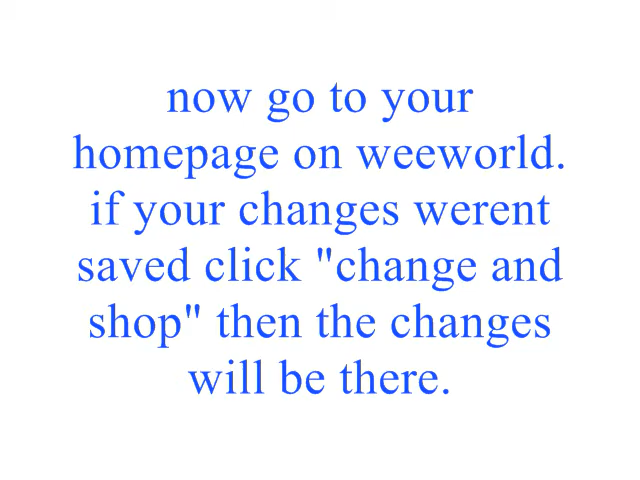 now go to your
homepage on weeworld.
if your changes werent
saved click "change and
shop" then the changes
will be there.